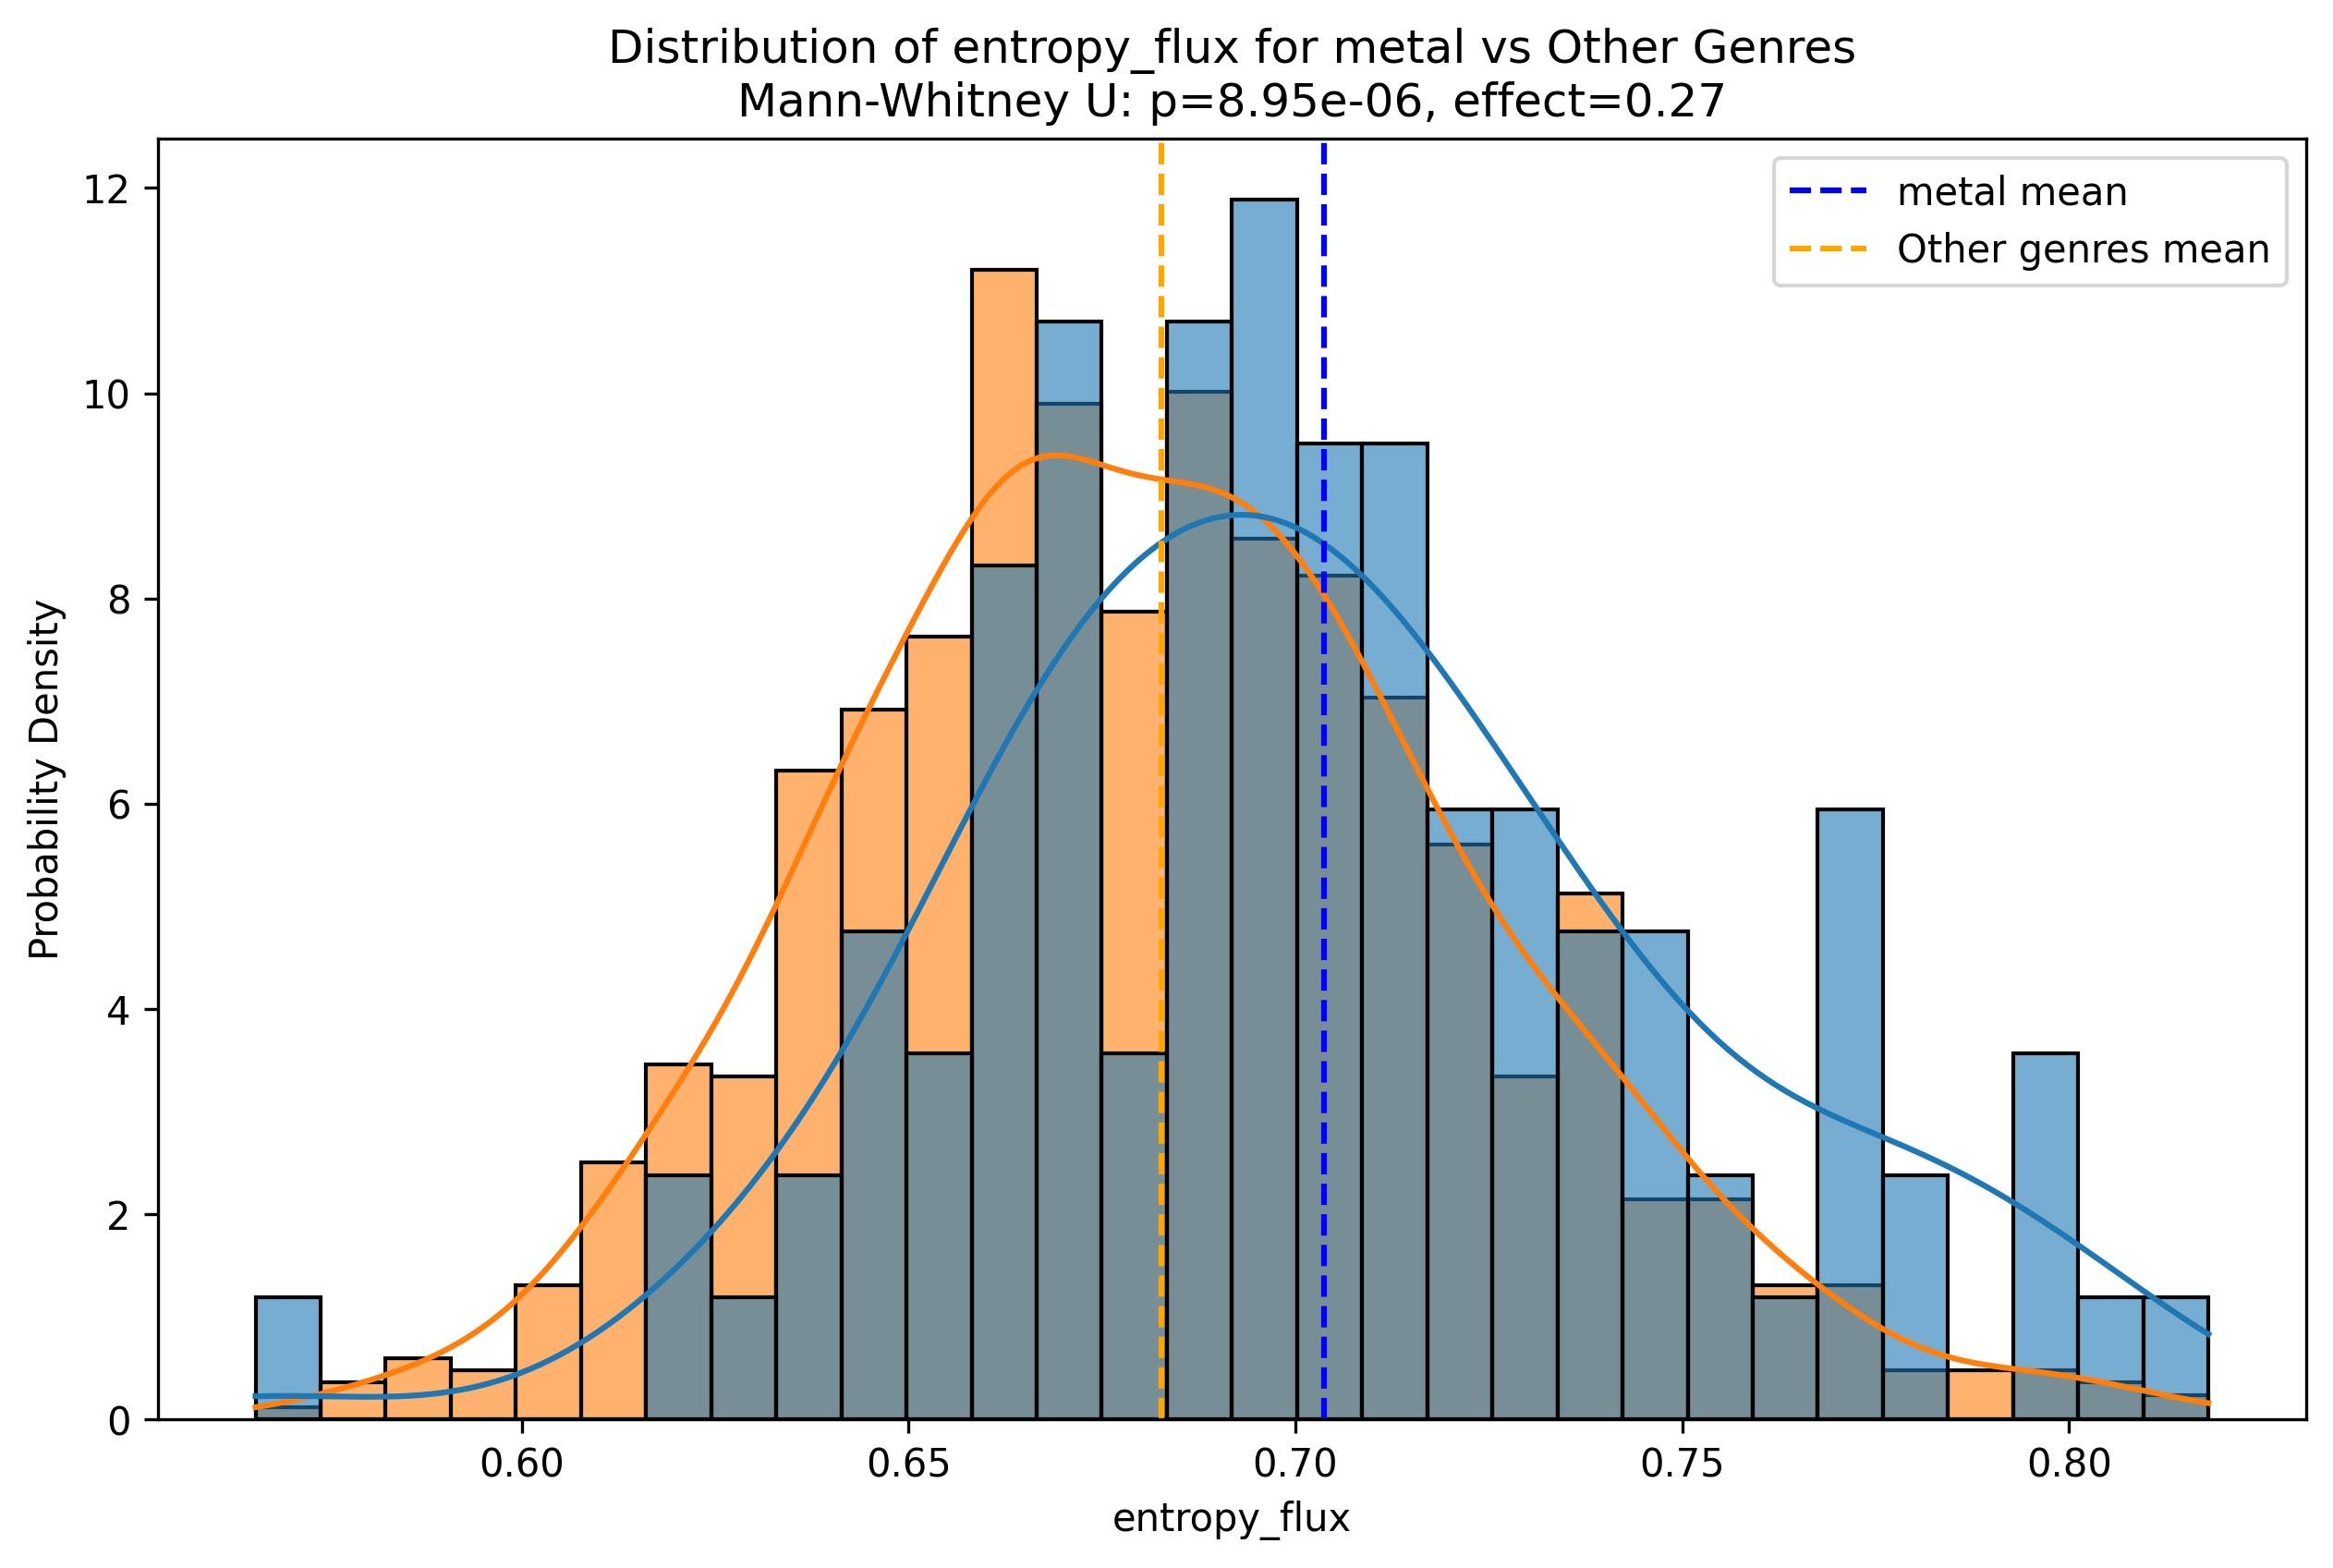 Distribution of entropy_flux for metal vs Other Genres
Mann-Whitney U: p=8.95e-06, effect=0.27
metal mean
Other genres mean
Probability Density
12
10
8
6
4
2
0
0.60
0.65
0.70
0.75
0.80
entropy_flux